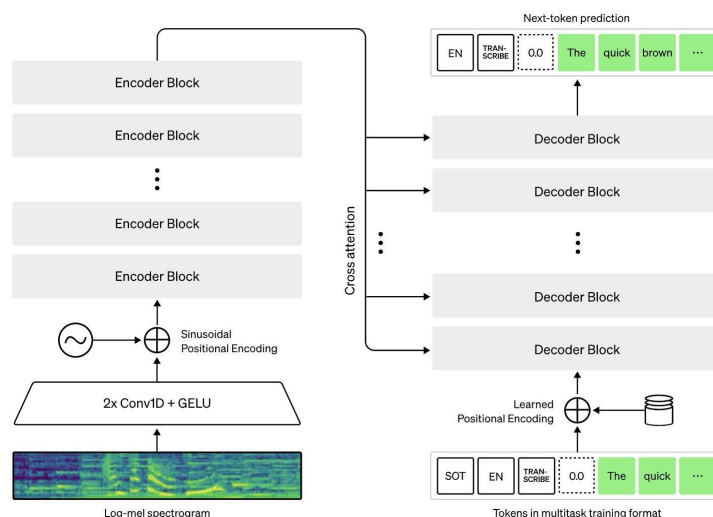 Next-token prediction
EN
TRAN-
SCRIBE
0.0
The
quick
brown
...
Encoder Block
Encoder Block
Encoder Block
Encoder Block
Sinusoidal
Positional Encoding
2x Conv1D + GELU
Log-mel spectrogram
Cross attention
Decoder Block
Decoder Block
Decoder Block
Decoder Block
Learned
Positional Encoding
SOT
EN
TRAN-
SCRIBE
0.0
The
quick
...
Tokens in multitask training format